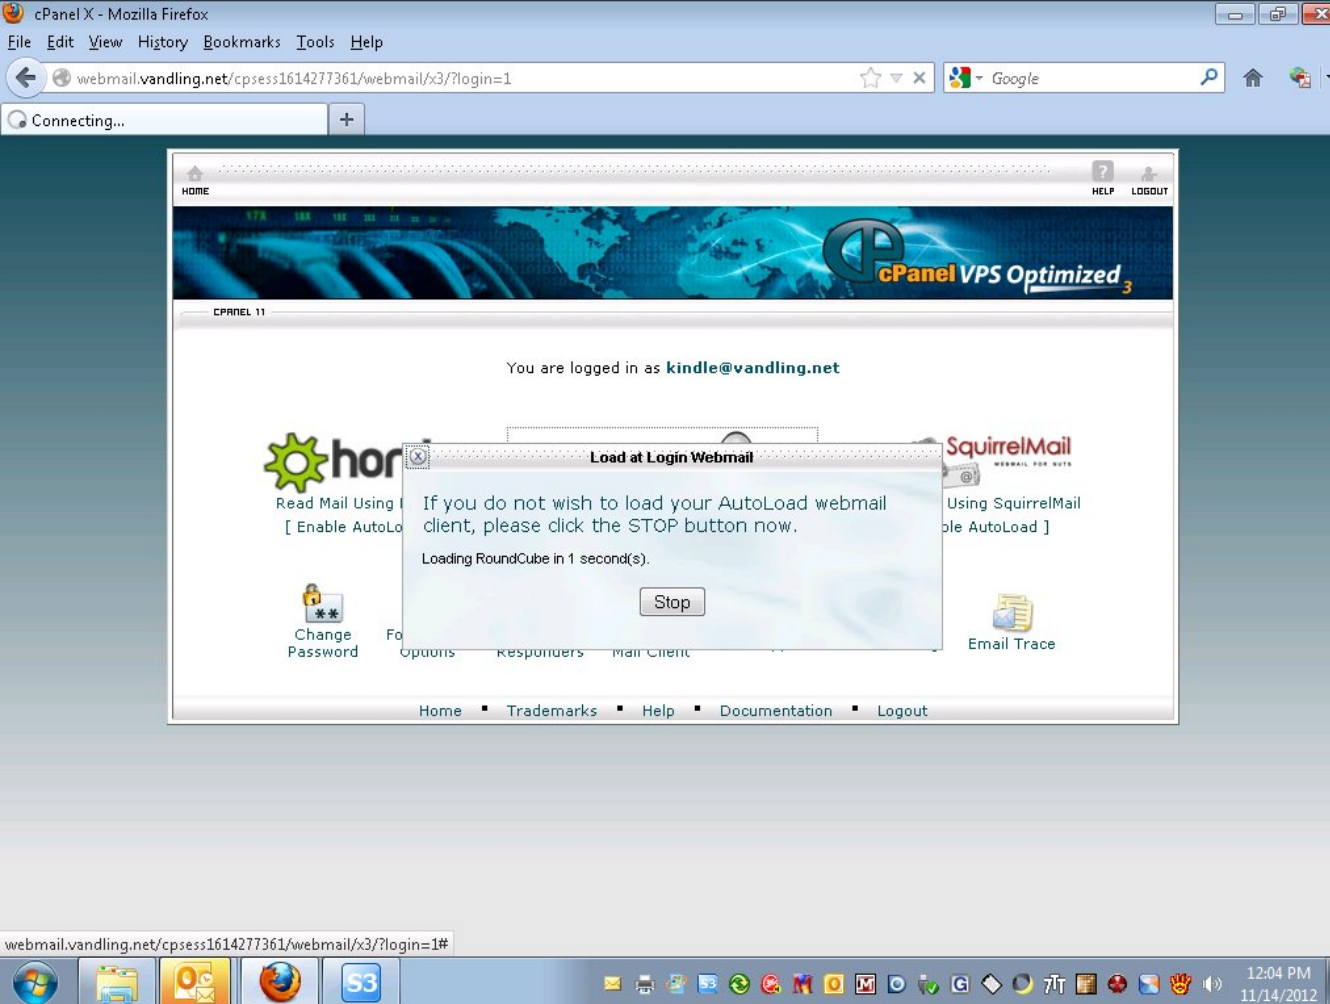 cPanel X - Mozilla Firefox
File Edit View History Bookmarks Tools Help
webmail.vandling.net/cpsess1614277361/webmail/x3/?login=1
Google
Connecting...
HOME
HELP LOGOUT
cPanel VPS Optimized 3
CPANEL 11
You are logged in as kindle@vandling.net
SquirrelMail
WEBMAIL FOR NUTS
Load at Login Webmail
Read Mail Using
Using SquirrelMail
If you do not wish to load your AutoLoad webmail
client, please click the STOP button now.
[ Enable
AutoLoad ]
Loading RoundCube in 1 second(s).
Stop
Change
Password
Options
Responders
Mail Client
Email Trace
Home ▪ Trademarks ▪ Help ▪ Documentation ▪ Logout
webmail.vandling.net/cpsess1614277361/webmail/x3/?login=1#
S3
12:04 PM
11/14/2012